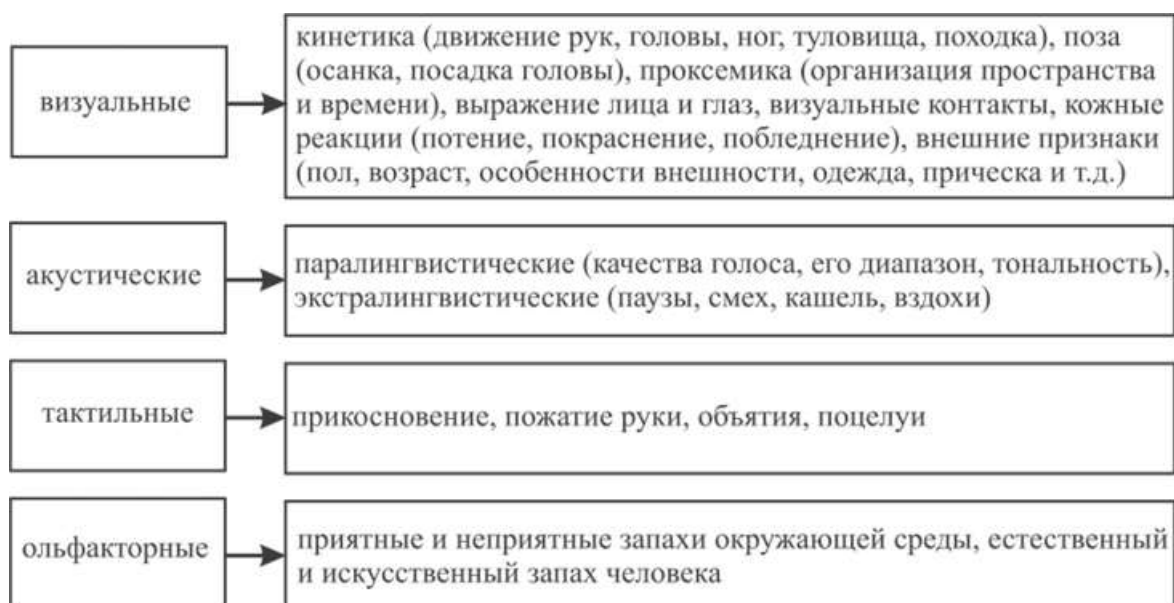 визуальные
кинетика (движение рук, головы, ног, туловища, походка), поза
(осанка, посадка головы), проксемика (организация пространства
и времени), выражение лица и глаз, визуальные контакты, кожные
реакции (потение, покраснение, побледнение), внешние признаки
(пол, возраст, особенности внешности, одежда, прическа и т.д.)
акустические
паралингвистические (качества голоса, его диапазон, тональность),
экстралингвистические (паузы, смех, кашель, вздохи)
тактильные
прикосновение, пожатие руки, объятия, поцелуи
ольфакторные
приятные и неприятные запахи окружающей среды, естественный
и искусственный запах человека